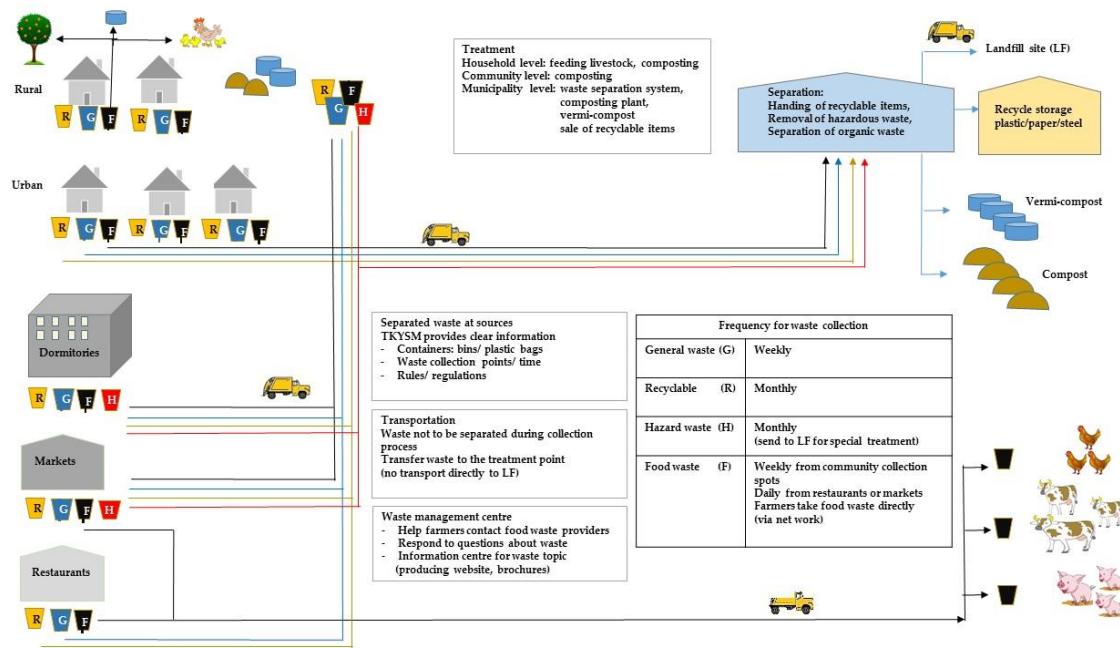 Rural
R G F
R G F
R F
G H
Treatment
Household level: feeding livestock, composting
Community level: composting
Municipality level: waste separation system,
composting plant,
vermi-compost
sale of recyclable items
Separation:
Handing of recyclable items,
Removal of hazardous waste,
Separation of organic waste
Landfill site (LF)
Recycle storage
plastic/paper/steel
Vermi-compost
Compost
Urban
R G F
R G F
R G F
Dormitories
R G F H
Markets
R G F H
Restaurants
R G F
Separated waste at sources
TKYSM provides clear information
- Containers: bins/ plastic bags
- Waste collection points/ time
- Rules/ regulations
Transportation
Waste not to be separated during collection
process
Transfer waste to the treatment point
(no transport directly to LF)
Waste management centre
- Help farmers contact food waste providers
- Respond to questions about waste
- Information centre for waste topic
(producing website, brochures)
Frequency for waste collection
General waste (G) Weekly
Recyclable (R) Monthly
Hazard waste (H) Monthly
(send to LF for special treatment)
Food waste (F) Weekly from community collection
spots
Daily from restaurants or markets
Farmers take food waste directly
(via net work)